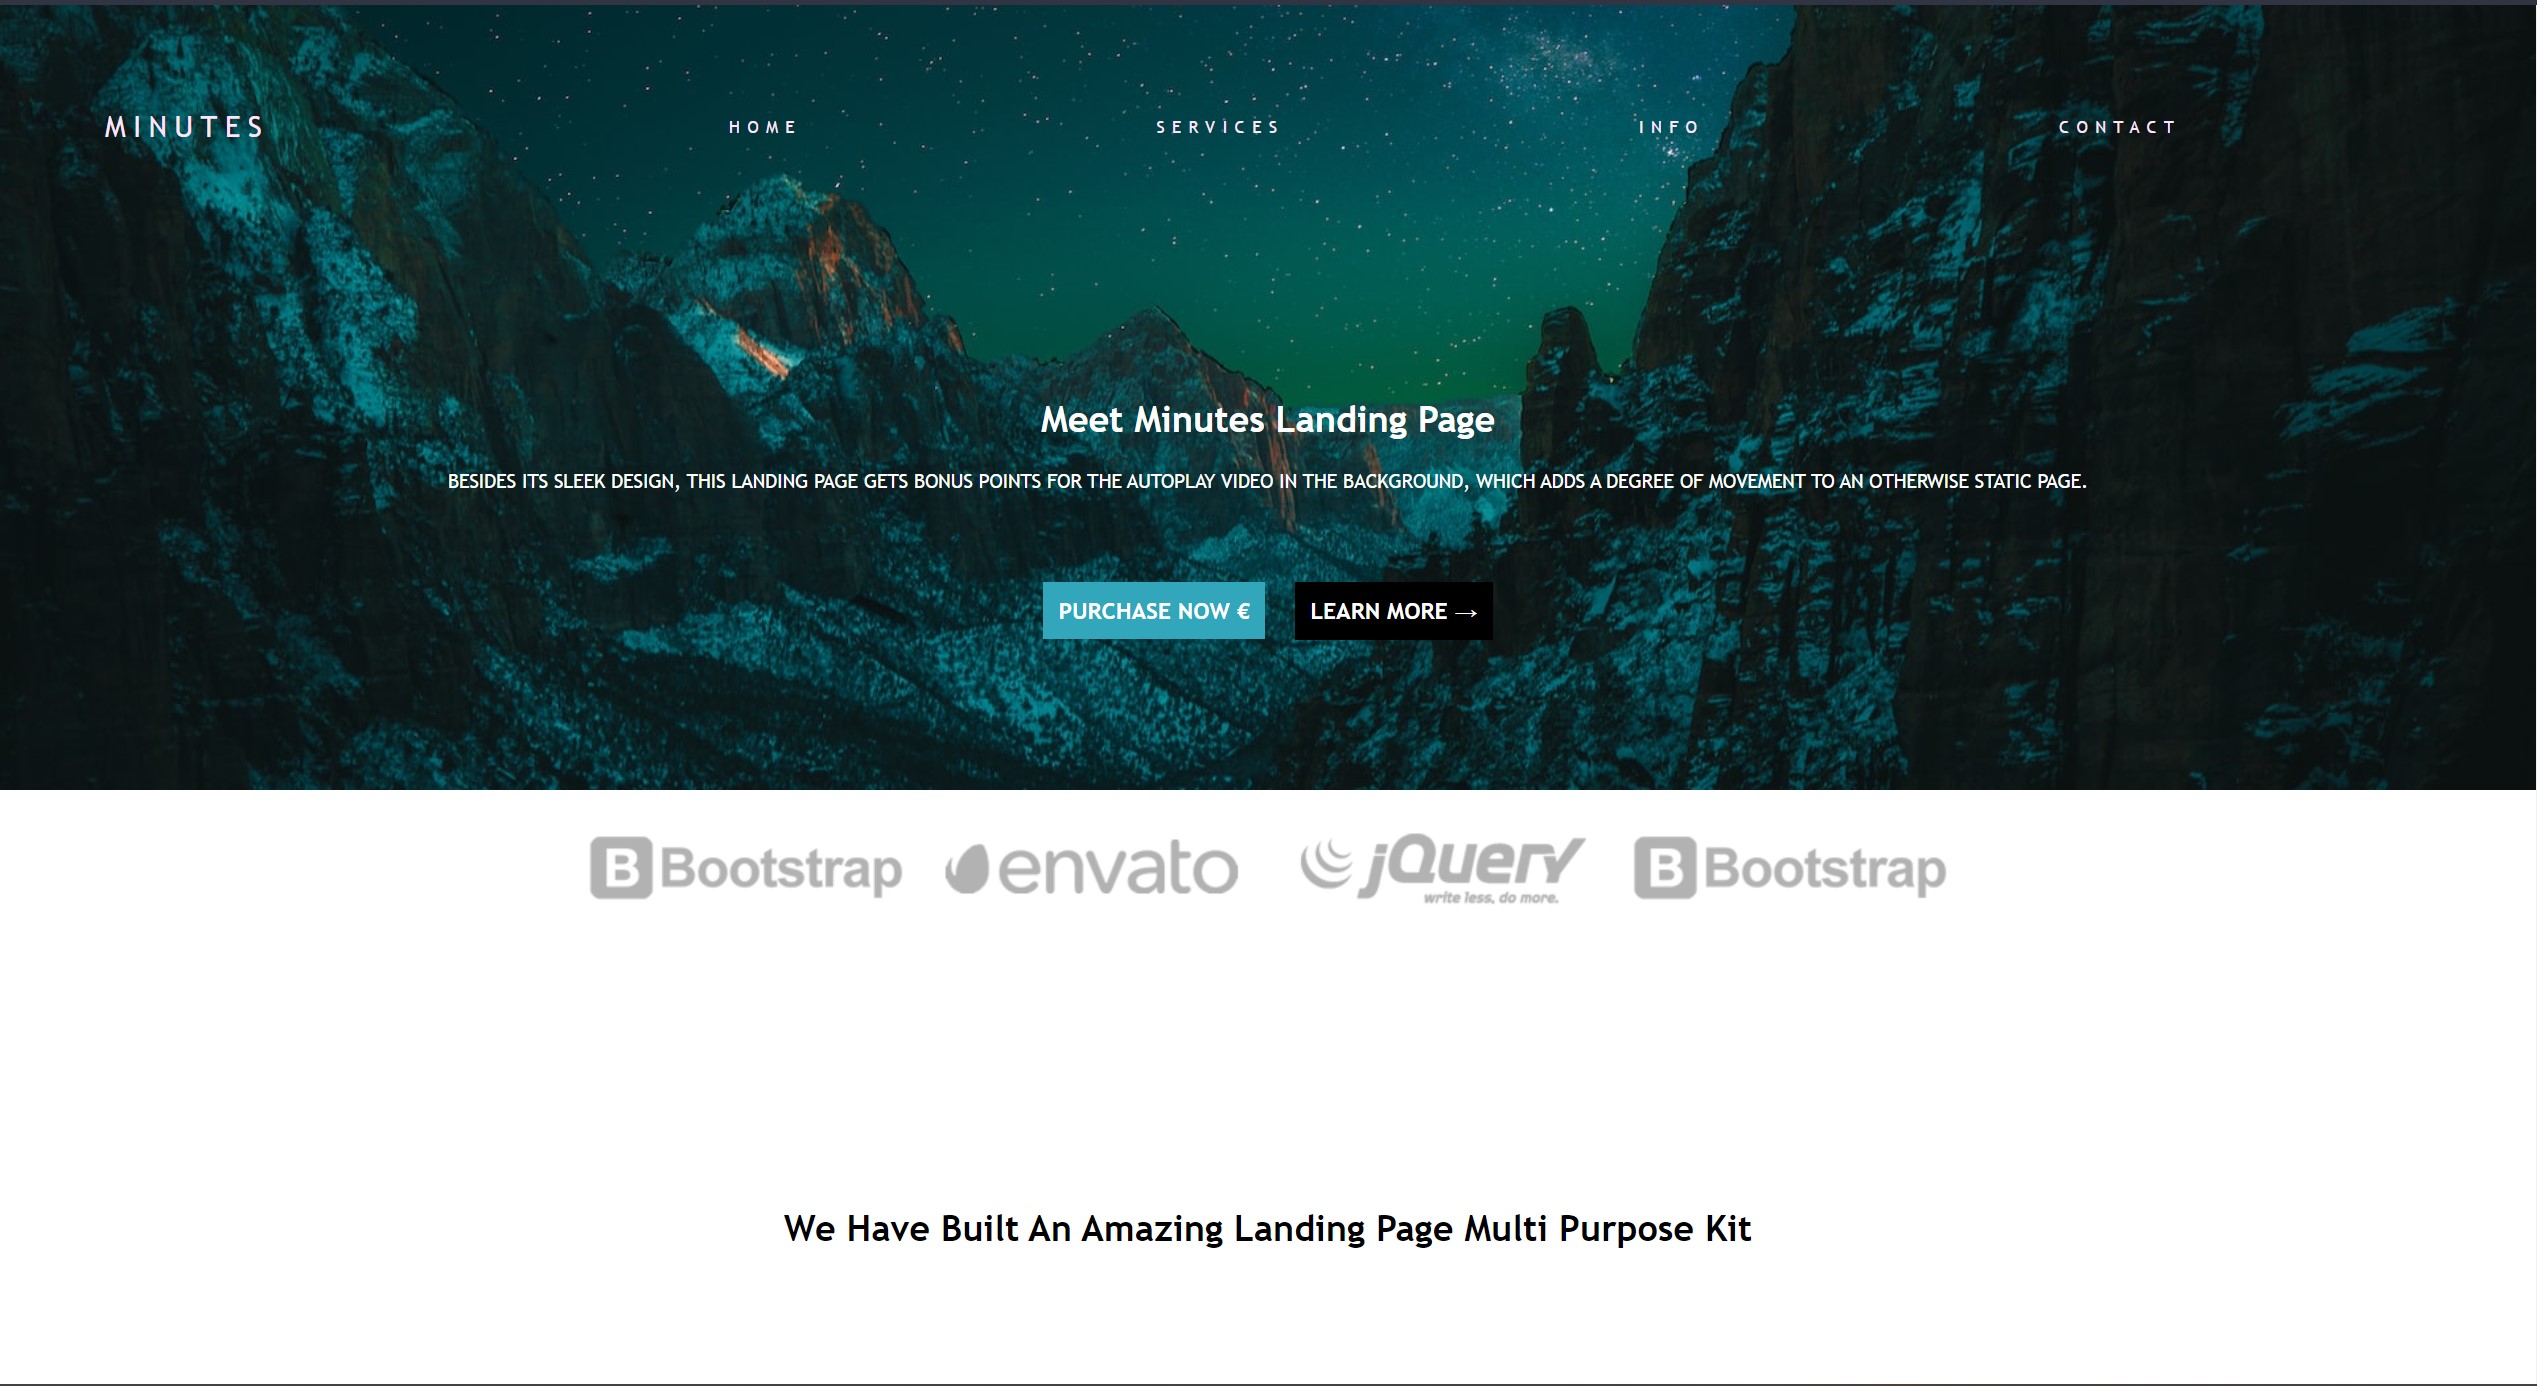 MINUTES HOME SERVICES INFO CONTACT
Meet Minutes Landing Page
BESIDES ITS SLEEK DESIGN, THIS LANDING PAGE GETS BONUS POINTS FOR THE AUTOPLAY VIDEO IN THE BACKGROUND, WHICH ADDS A DEGREE OF MOVEMENT TO AN OTHERWISE STATIC PAGE.
PURCHASE NOW € LEARN MORE →
B Bootstrap envato jQuery B Bootstrap
write less, do more.
We Have Built An Amazing Landing Page Multi Purpose Kit